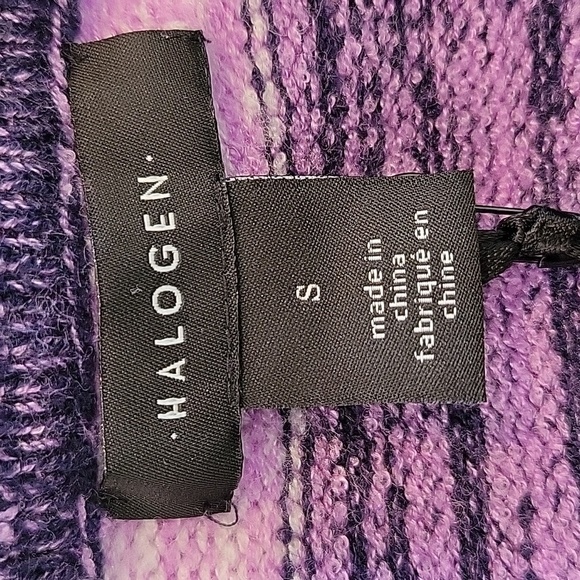 · HALOGEN ·
S
made in
china
fabriqué en
chine